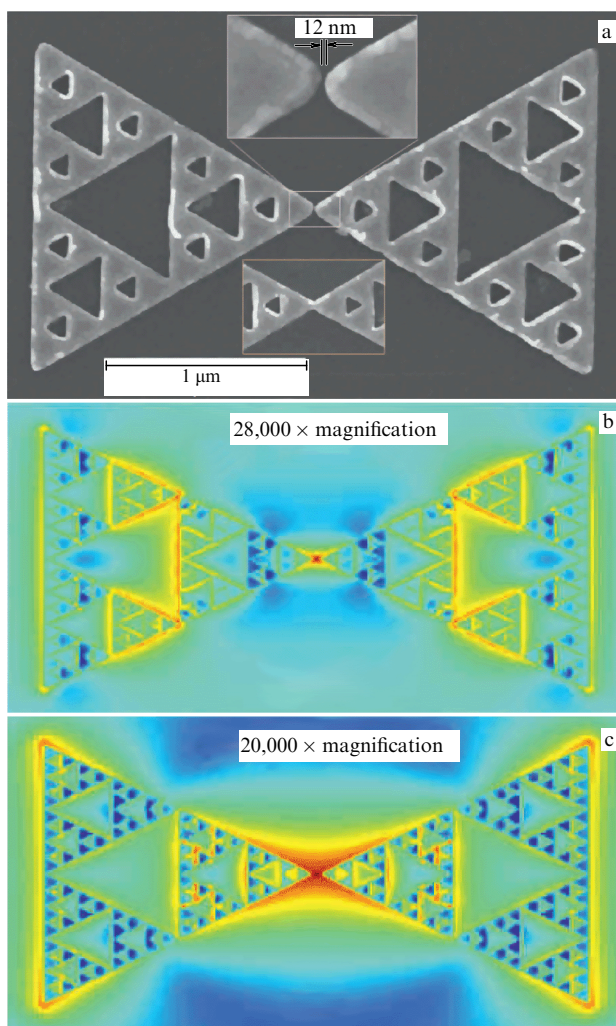 12 nm
a
1 μm
28,000 × magnification
b
20,000 × magnification
c